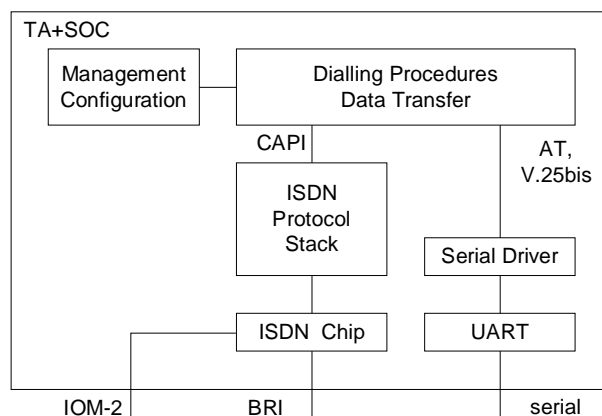 TA+SOC
Management
Configuration
Dialling Procedures
Data Transfer
CAPI
AT,
V.25bis
ISDN
Protocol
Stack
Serial Driver
ISDN Chip
UART
IOM-2
BRI
serial